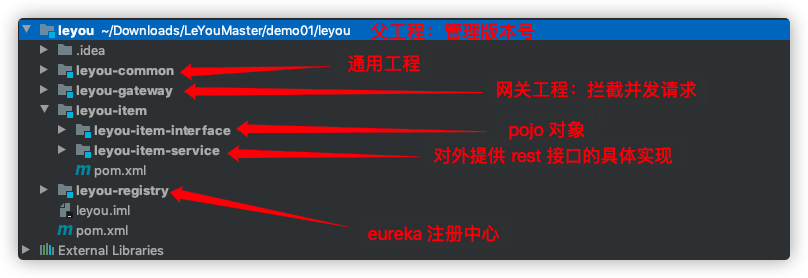 leyou ~/Downloads/LeYouMaster/demo01/leyou 父工程：管理版本号
.idea
leyou-common 通用工程
leyou-gateway 网关工程：拦截并发请求
leyou-item
leyou-item-interface pojo 对象
leyou-item-service 对外提供 rest 接口的具体实现
m pom.xml
leyou-registry
leyou.iml
m pom.xml eureka 注册中心
External Libraries